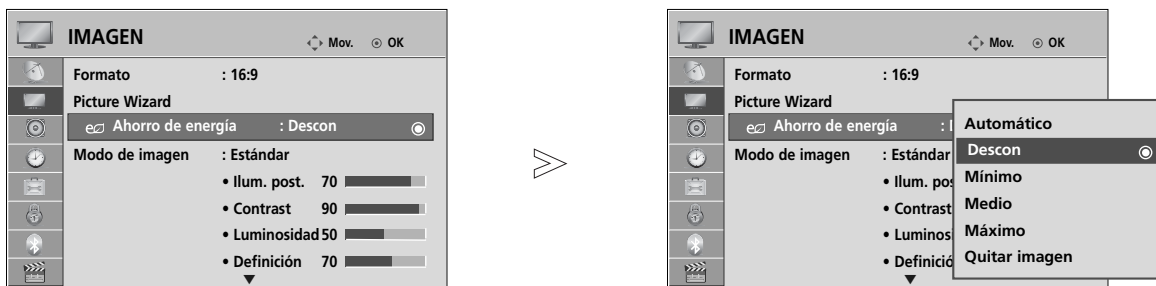 IMAGEN Mov. OK
Formato : 16:9
Picture Wizard
Ahorro de energía : Descon
Modo de imagen : Estándar
• Ilum. post. 70
• Contrast 90
• Luminosidad 50
• Definición 70
IMAGEN Mov. OK
Formato : 16:9
Picture Wizard
Ahorro de energía :
Modo de imagen : Estándar
• Ilum. pos
• Contrast
• Luminosi
• Definició
Automático
Descon
Mínimo
Medio
Máximo
Quitar imagen